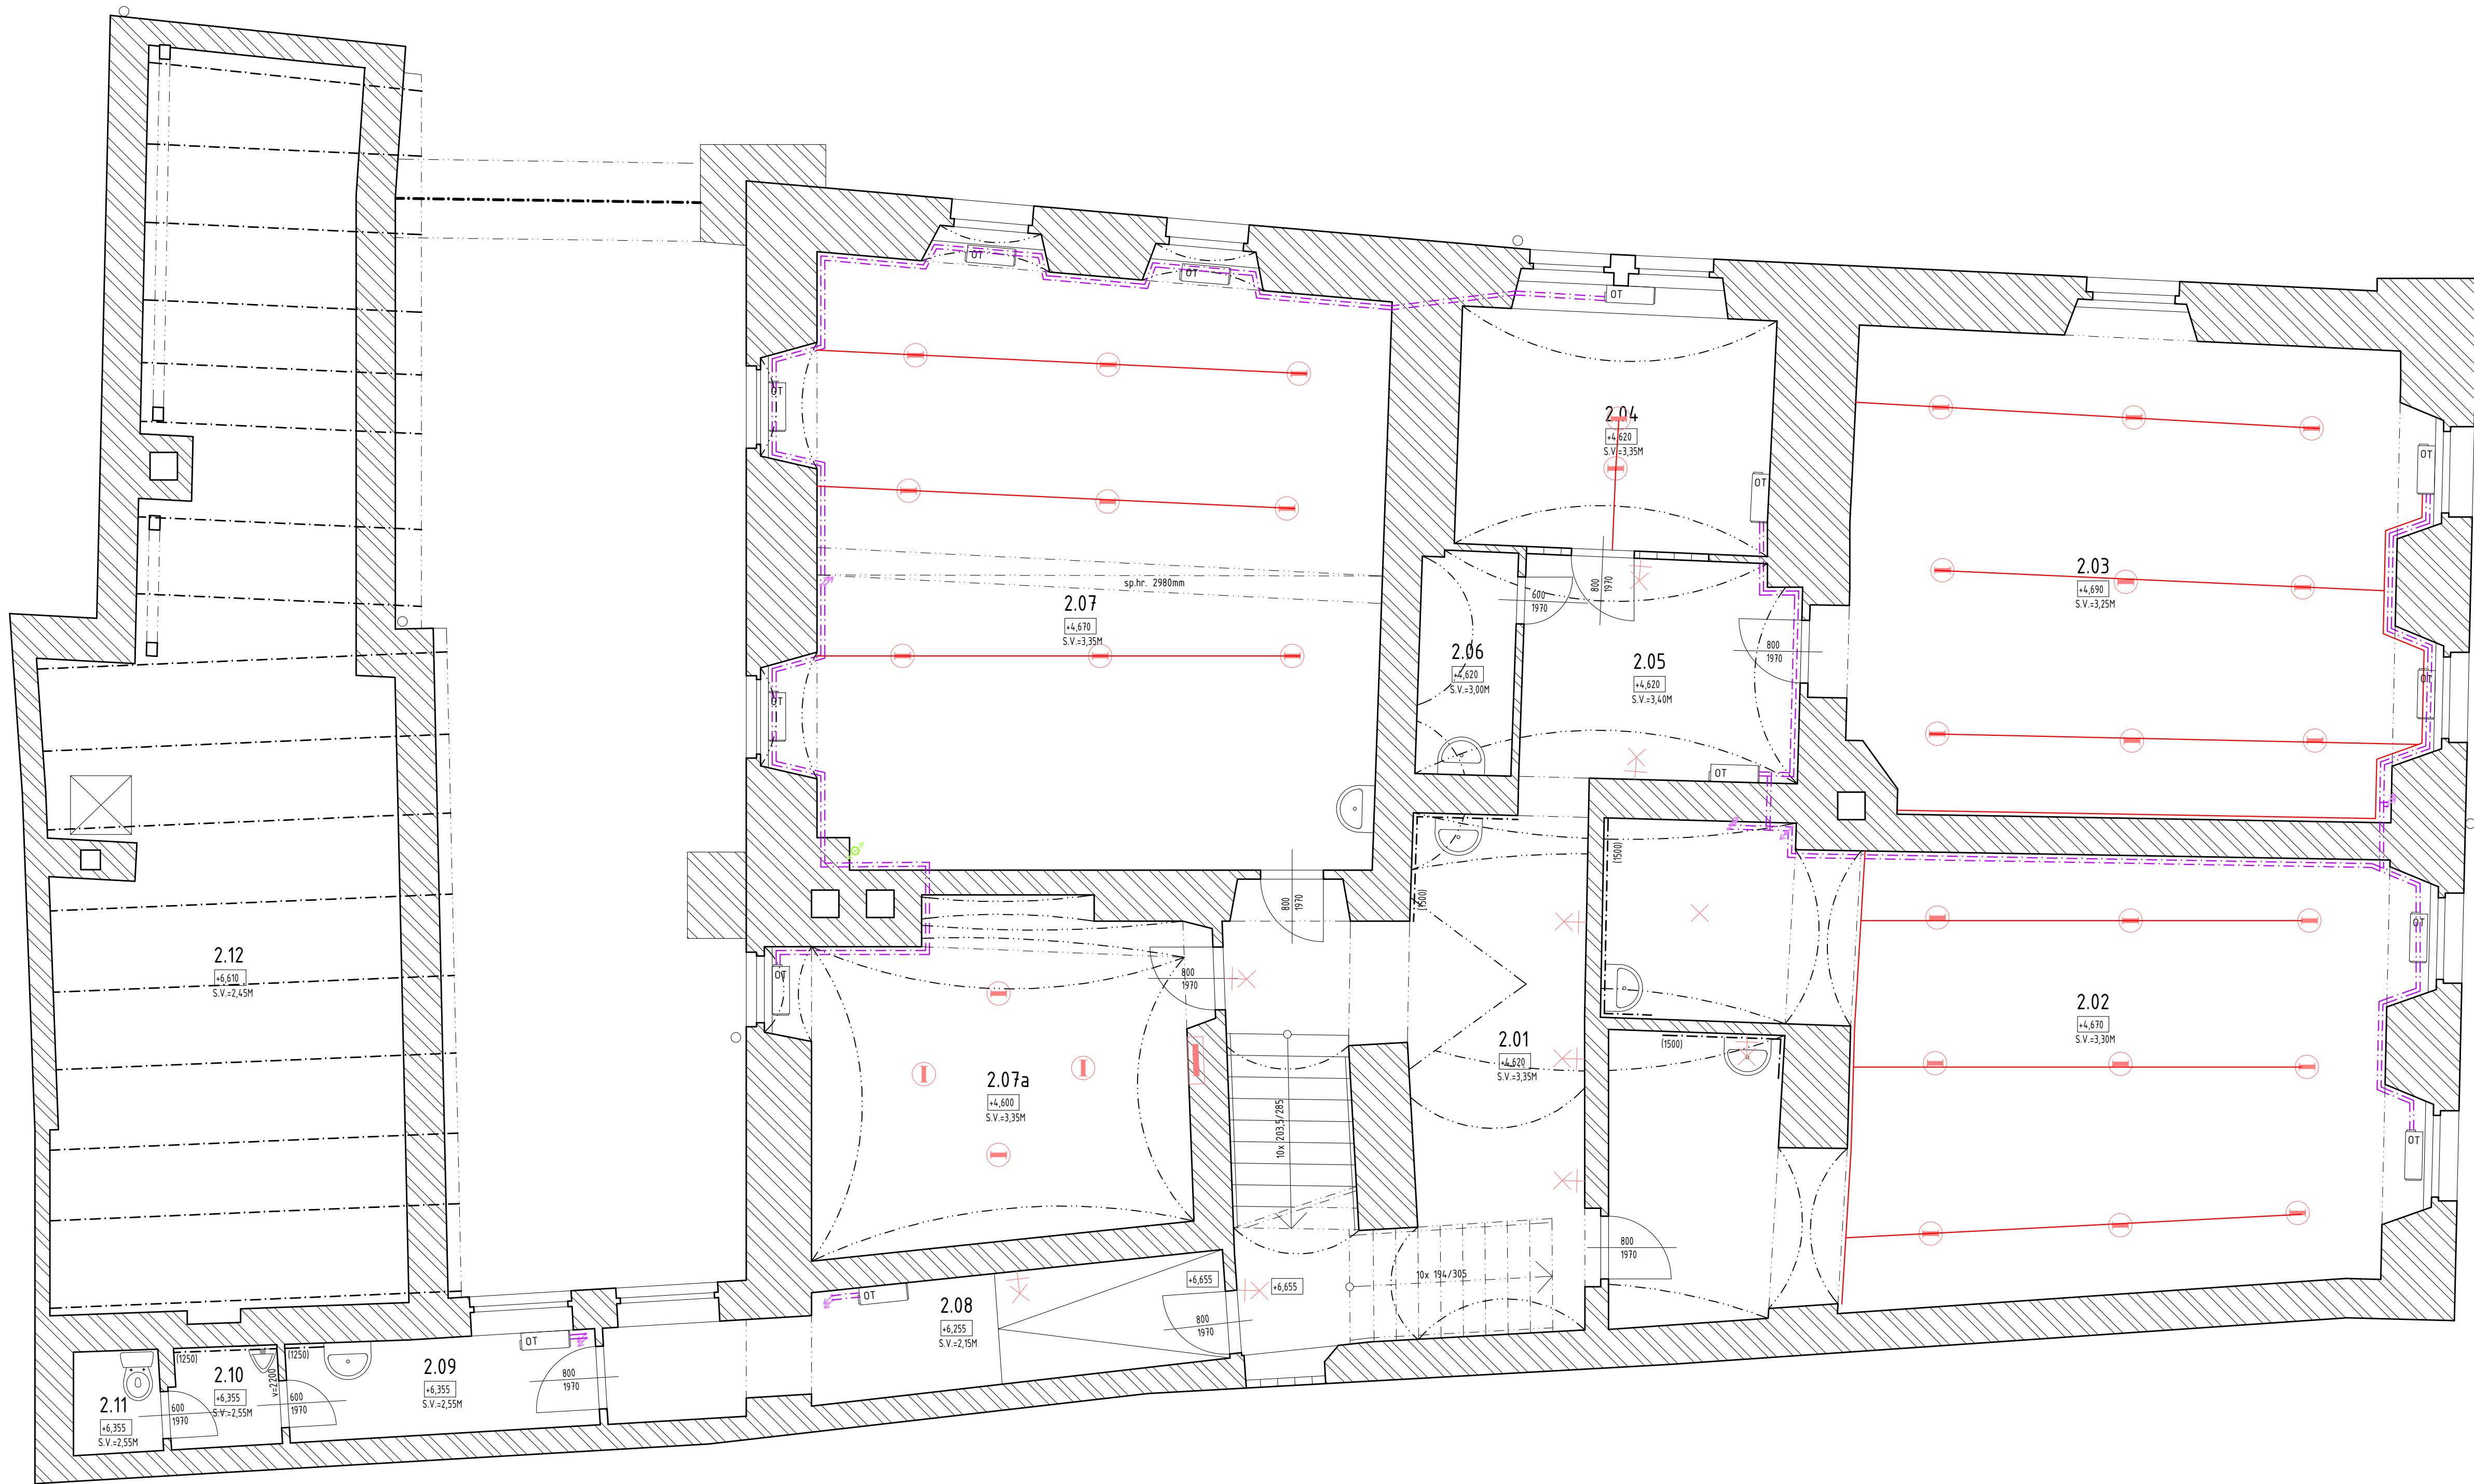 OT
OT
OT
OT
2.04
+4,620
S.V.=3,35M
OT
OT
sp.hr. 2980mm
2.07
+4,670
S.V.=3,35M
600
1970
800
1970
2.03
+4,690
S.V.=3,25M
2.06
+4,620
S.V.=3,00M
2.05
+4,620
S.V.=3,40M
800
1970
OT
OT
OT
(1500)
(1500)
800
1970
OT
2.12
+6,610
S.V.=2,45M
OT
800
1970
2.02
+4,670
S.V.=3,30M
2.01
+4,620
S.V.=3,35M
(1500)
2.07a
+4,600
S.V.=3,35M
10x 203,5/285
OT
800
1970
+6,655
+6,655
10x 194/305
OT
2.08
+6,255
S.V.=2,15M
800
1970
OT
(1250)
(1250)
v=2200
2.09
+6,355
S.V.=2,55M
800
1970
2.10
+6,355
S.V.=2,55M
600
1970
2.11
+6,355
S.V.=2,55M
600
1970